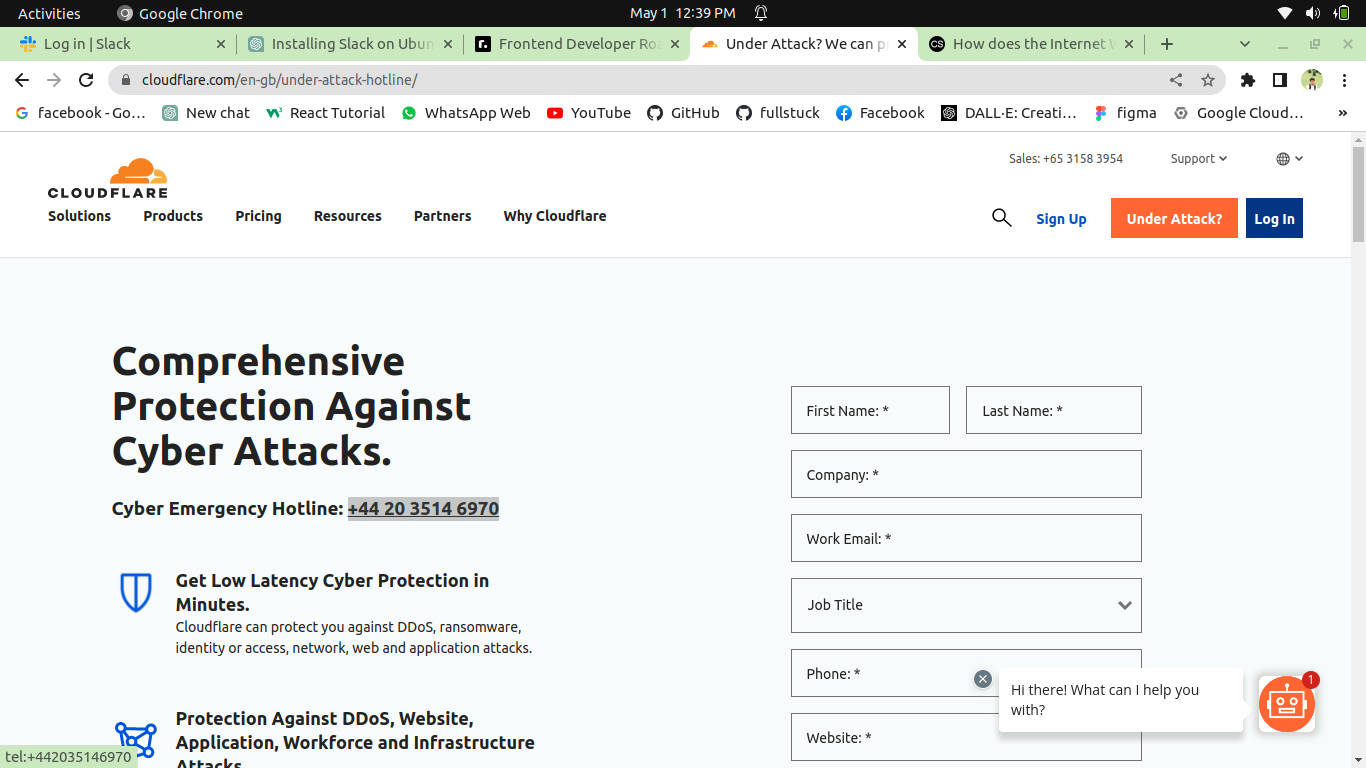 Activities
Google Chrome
May 1 12:39 PM
Log in | Slack
Installing Slack on Ubun
Frontend Developer Roa
Under Attack? We can p
How does the Internet W
cloudflare.com/en-gb/under-attack-hotline/
facebook - Go…
New chat
React Tutorial
WhatsApp Web
YouTube
GitHub
fullstuck
Facebook
DALL·E: Creati…
figma
Google Cloud…
»
Sales: +65 3158 3954
Support
CLOUDFLARE
Solutions
Products
Pricing
Resources
Partners
Why Cloudflare
Sign Up
Under Attack?
Log In
Comprehensive
Protection Against
Cyber Attacks.
Cyber Emergency Hotline: +44 20 3514 6970
Get Low Latency Cyber Protection in
Minutes.
Cloudflare can protect you against DDoS, ransomware,
identity or access, network, web and application attacks.
Protection Against DDoS, Website,
Application, Workforce and Infrastructure
Attacks
First Name: *
Last Name: *
Company: *
Work Email: *
Job Title
Phone: *
Website: *
Hi there! What can I help you
with?
1
tel:+442035146970